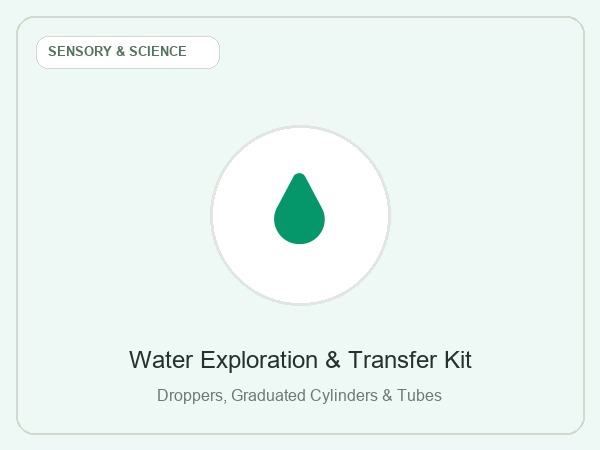 SENSORY & SCIENCE
Water Exploration & Transfer Kit
Droppers, Graduated Cylinders & Tubes